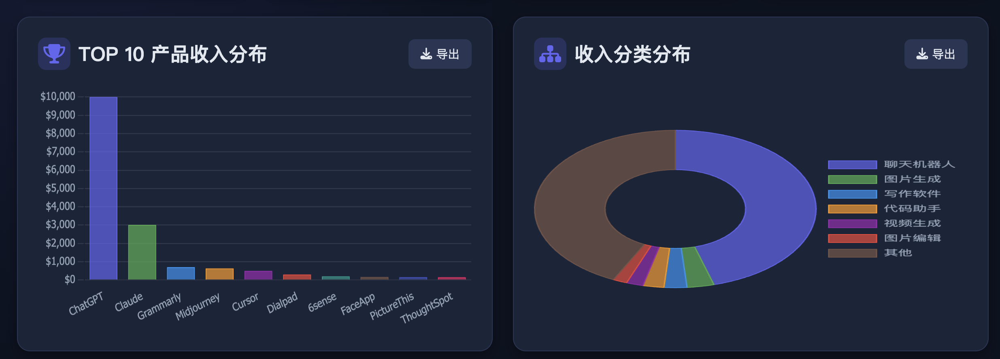 TOP 10 产品收入分布
导出
$10,000
$9,000
$8,000
$7,000
$6,000
$5,000
$4,000
$3,000
$2,000
$1,000
$0
ChatGPT
Claude
Grammarly
Midjourney
Cursor
Dialpad
6sense
FaceApp
PictureThis
ThoughtSpot
收入分类分布
导出
聊天机器人
图片生成
写作软件
代码助手
视频生成
图片编辑
其他